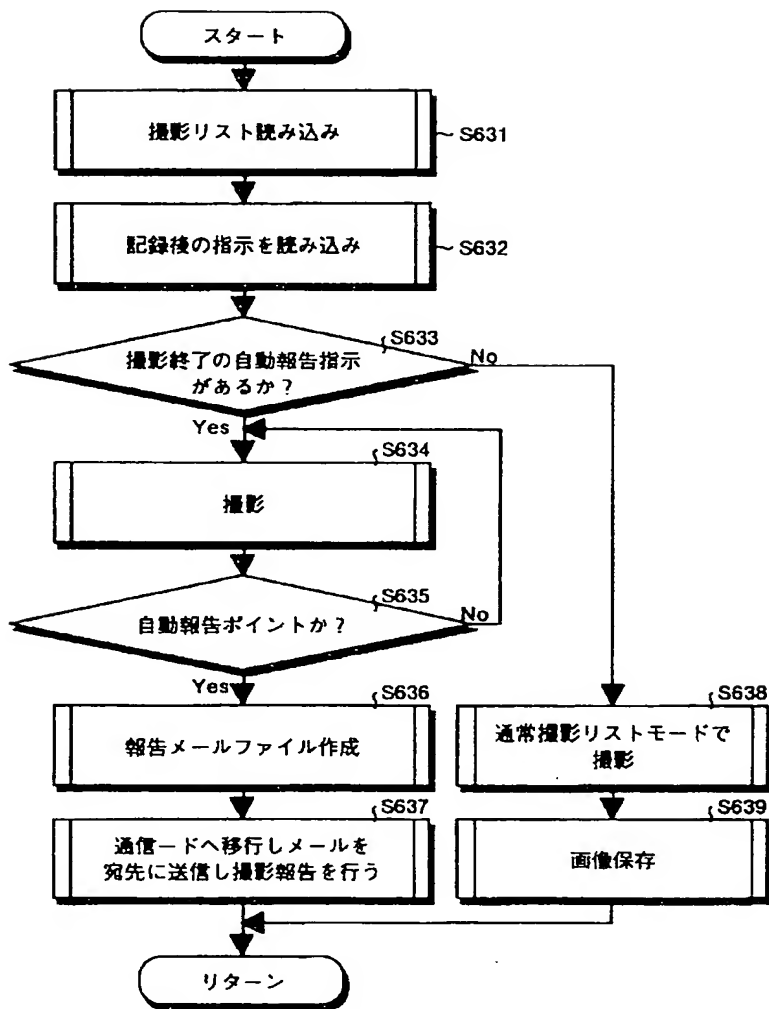 スタート
撮影リスト読み込み
S631
記録後の指示を読み込み
S632
S633
撮影終了の自動報告指示
があるか？
No
Yes
S634
撮影
S635
自動報告ポイントか？
No
Yes
S636
報告メールファイル作成
S638
通常撮影リストモードで
撮影
S637
通信ードへ移行しメールを
宛先に送信し撮影報告を行う
S639
画像保存
リターン